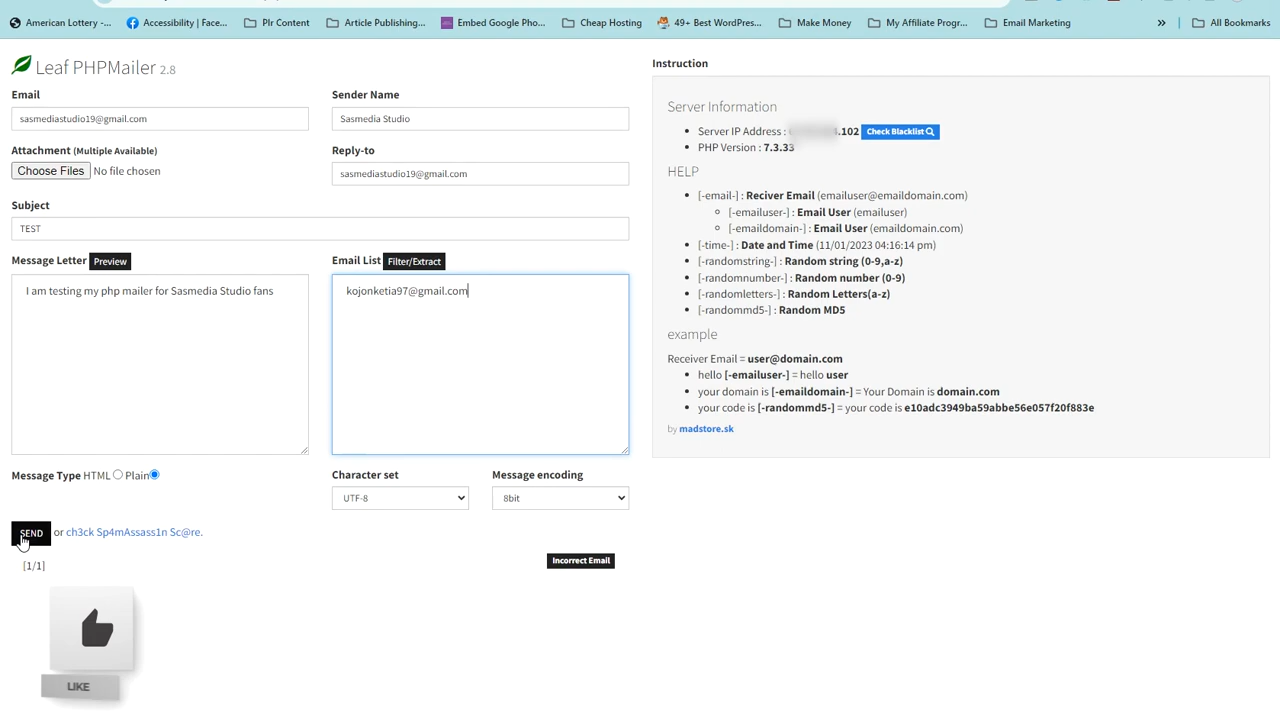 American Lottery -... Accessibility | Face... Plr Content Article Publishing... Embed Google Pho... Cheap Hosting 49+ Best WordPres... Make Money My Affiliate Progr... Email Marketing » All Bookmarks
Leaf PHPMailer 2.8
Email
sasmediastudio19@gmail.com
Sender Name
Sasmedia Studio
Attachment (Multiple Available)
Choose Files No file chosen
Reply-to
sasmediastudio19@gmail.com
Subject
TEST
Message Letter Preview
I am testing my php mailer for Sasmedia Studio fans
Email List Filter/Extract
kojonketia97@gmail.com
Message Type HTML Plain
Character set
UTF-8
Message encoding
8bit
SEND or ch3ck Sp4mAssass1n Sc@re.
[1/1]
Incorrect Email
LIKE
Instruction
Server Information
Server IP Address : .102 Check Blacklist
PHP Version : 7.3.33
HELP
[-email-] : Reciver Email (emailuser@emaildomain.com)
[-emailuser-] : Email User (emailuser)
[-emaildomain-] : Email User (emaildomain.com)
[-time-] : Date and Time (11/01/2023 04:16:14 pm)
[-randomstring-] : Random string (0-9,a-z)
[-randomnumber-] : Random number (0-9)
[-randomletters-] : Random Letters(a-z)
[-randommd5-] : Random MD5
example
Receiver Email = user@domain.com
hello [-emailuser-] = hello user
your domain is [-emaildomain-] = Your Domain is domain.com
your code is [-randommd5-] = your code is e10adc3949ba59abbe56e057f20f883e
by madstore.sk